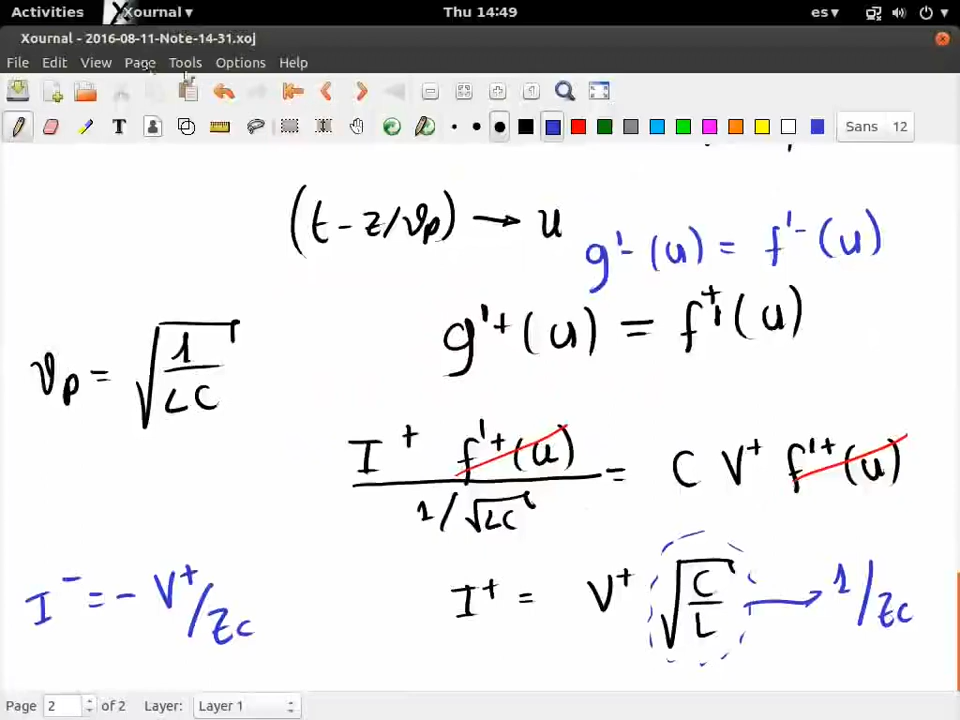 Activities Xournal ▾ Thu 14:49 es ▾
Xournal - 2016-08-11-Note-14-31.xoj
File Edit View Page Tools Options Help
T Sans 12
(t - z/vp) → u
g'-(u) = f'-(u)
g'+(u) = f'+(u)
vp = √(1/LC)
I+ f'+(u) / (1/√LC) = C V+ f'+(u)
I- = - V+/Zc
I+ = V+ √(C/L) → 1/Zc
Page 2 of 2 Layer: Layer 1